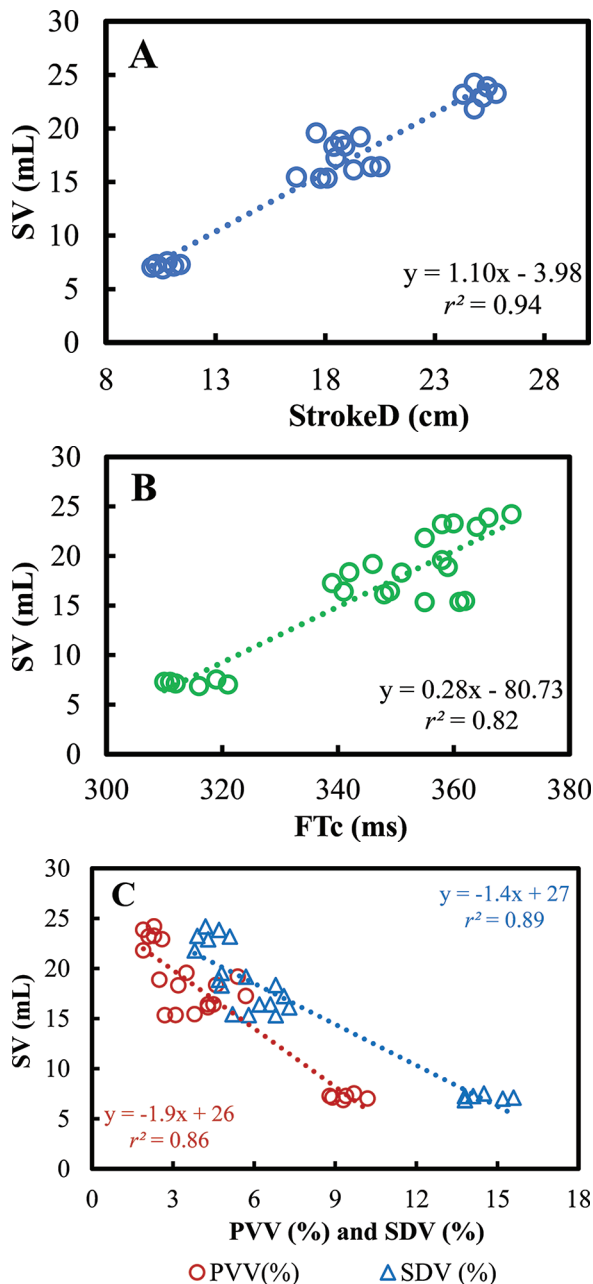 A
30
25
20
15
10
5
0
SV (mL)
y = 1.10x - 3.98
r² = 0.94
8 13 18 23 28
StrokeD (cm)
B
30
25
20
15
10
5
0
SV (mL)
y = 0.28x - 80.73
r² = 0.82
300 320 340 360 380
FTc (ms)
C
30
25
20
15
10
5
0
SV (mL)
y = -1.4x + 27
r² = 0.89
y = -1.9x + 26
r² = 0.86
0 3 6 9 12 15 18
PVV (%) and SDV (%)
PVV(%) SDV (%)